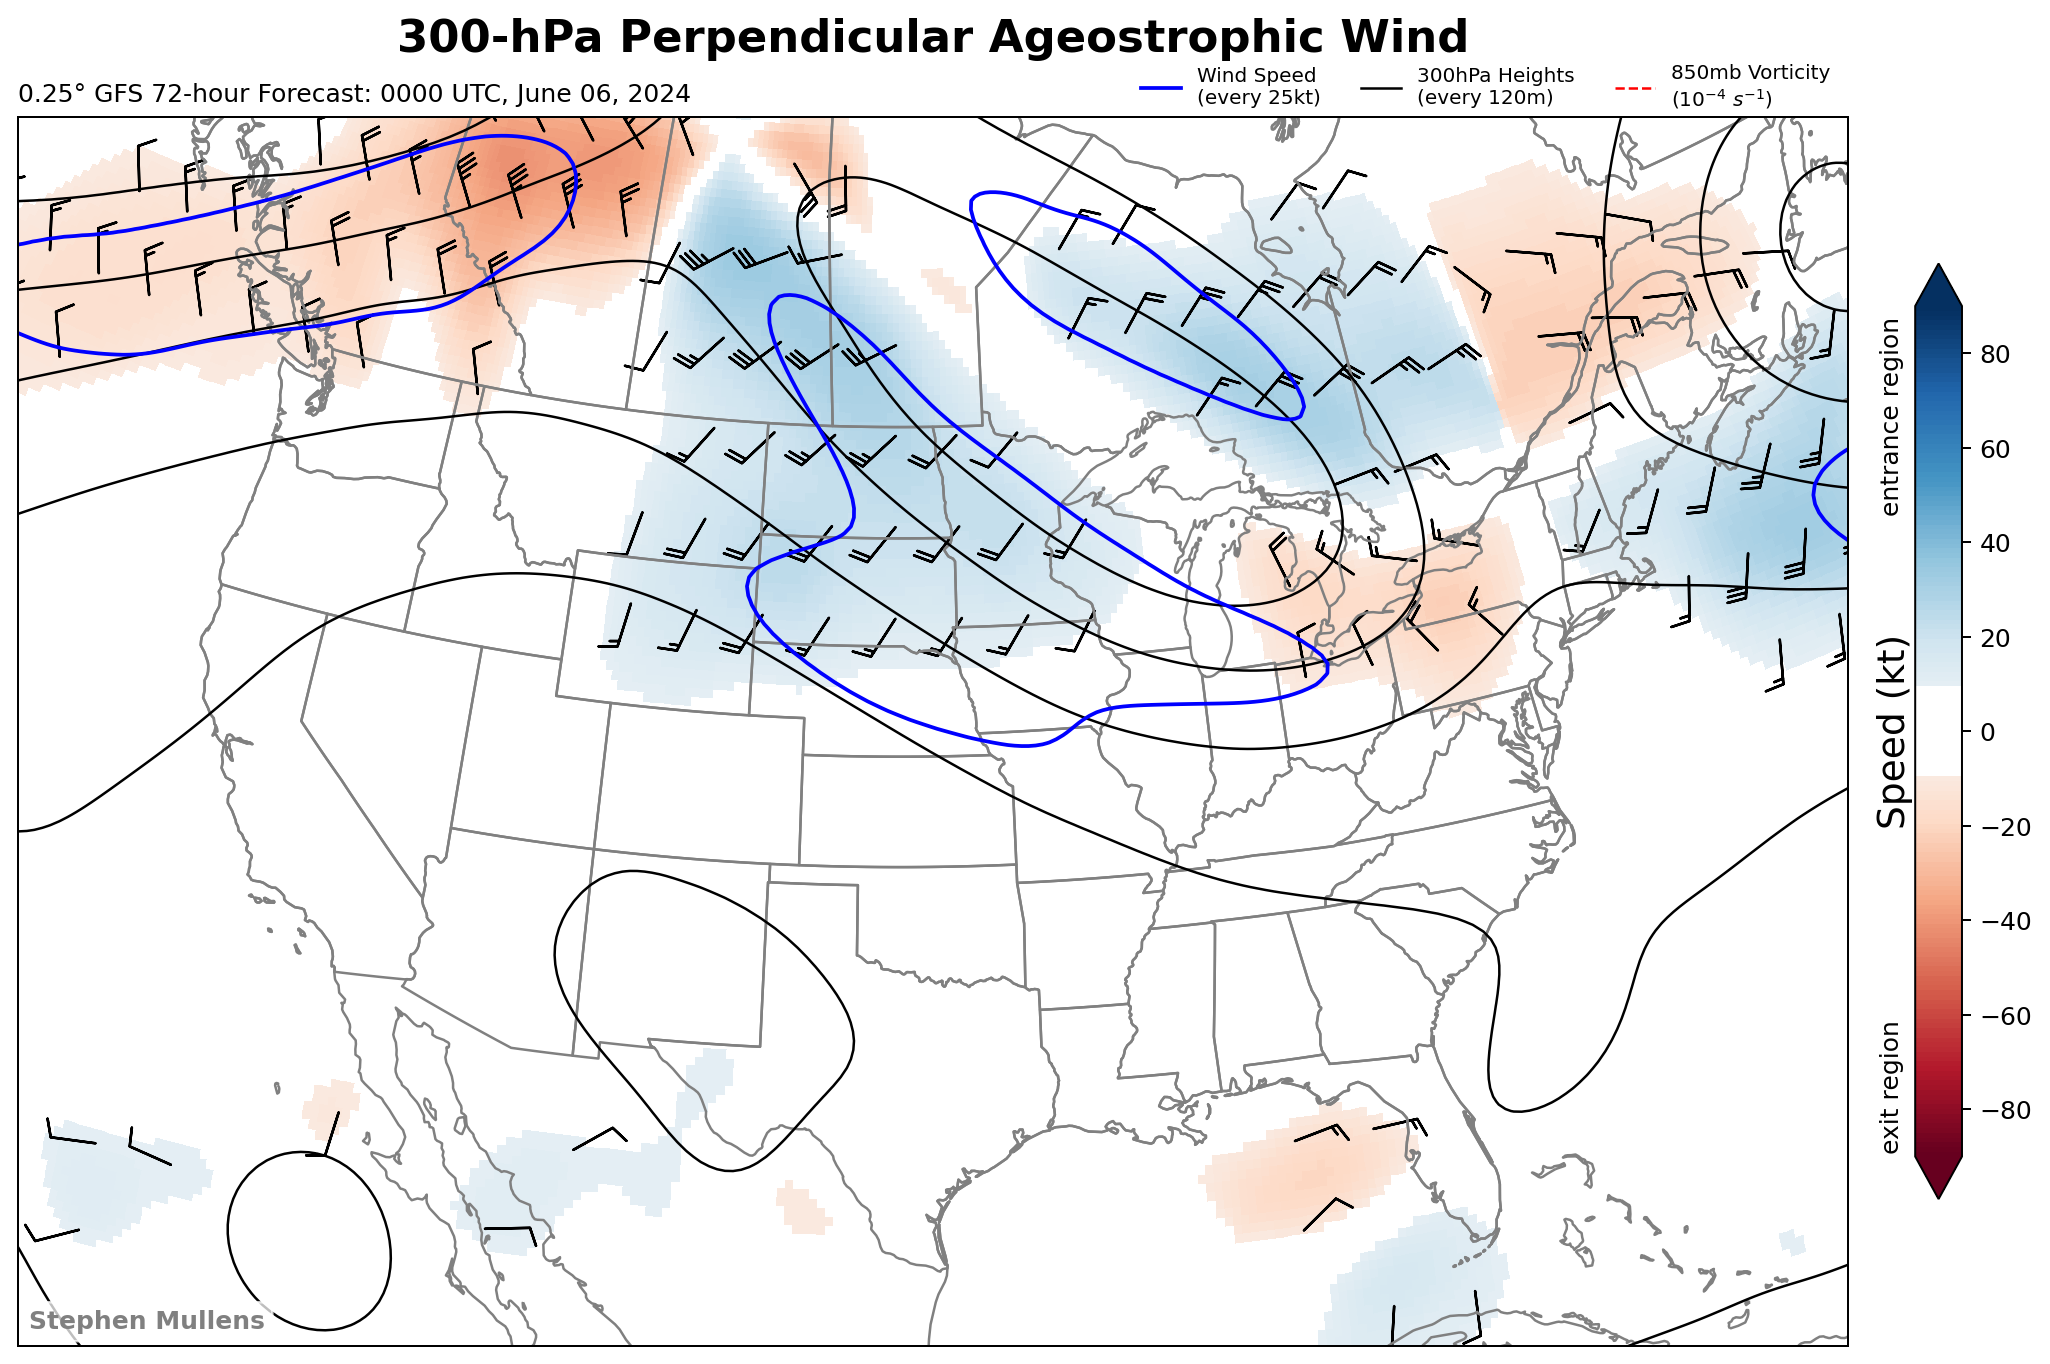 300-hPa Perpendicular Ageostrophic Wind
0.25° GFS 72-hour Forecast: 0000 UTC, June 06, 2024
Wind Speed
(every 25kt)
300hPa Heights
(every 120m)
850mb Vorticity
(10⁻⁴ s⁻¹)
entrance region
Speed (kt)
exit region
80
60
40
20
0
−20
−40
−60
−80
Stephen Mullens